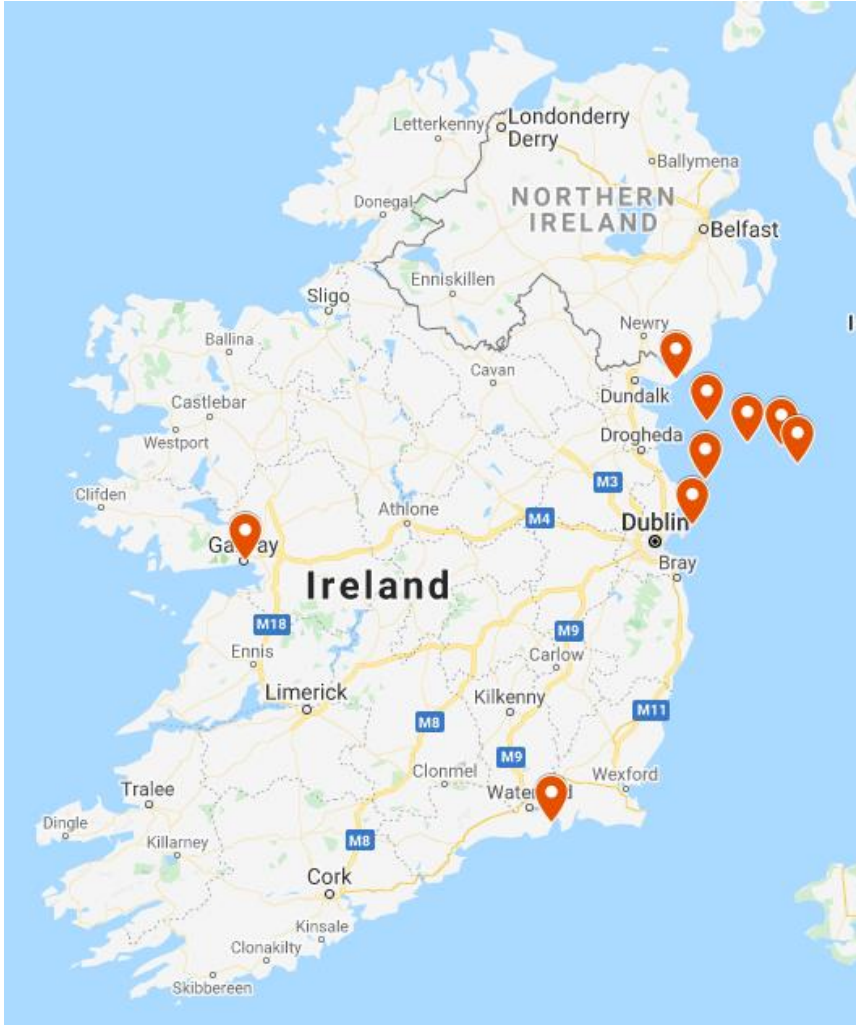 Londonderry
Derry
Letterkenny
Ballymena
NORTHERN
IRELAND
Donegal
Belfast
Enniskillen
Sligo
Newry
Ballina
Cavan
Dundalk
Castlebar
Westport
Drogheda
Clifden
M3
Athlone
M4
Dublin
Bray
Ireland
M18
M9
Ennis
Carlow
Limerick
Kilkenny
M11
M8
M9
Clonmel
Wexford
Tralee
Dingle
Killarney
M8
Cork
Kinsale
Clonakilty
Skibbereen